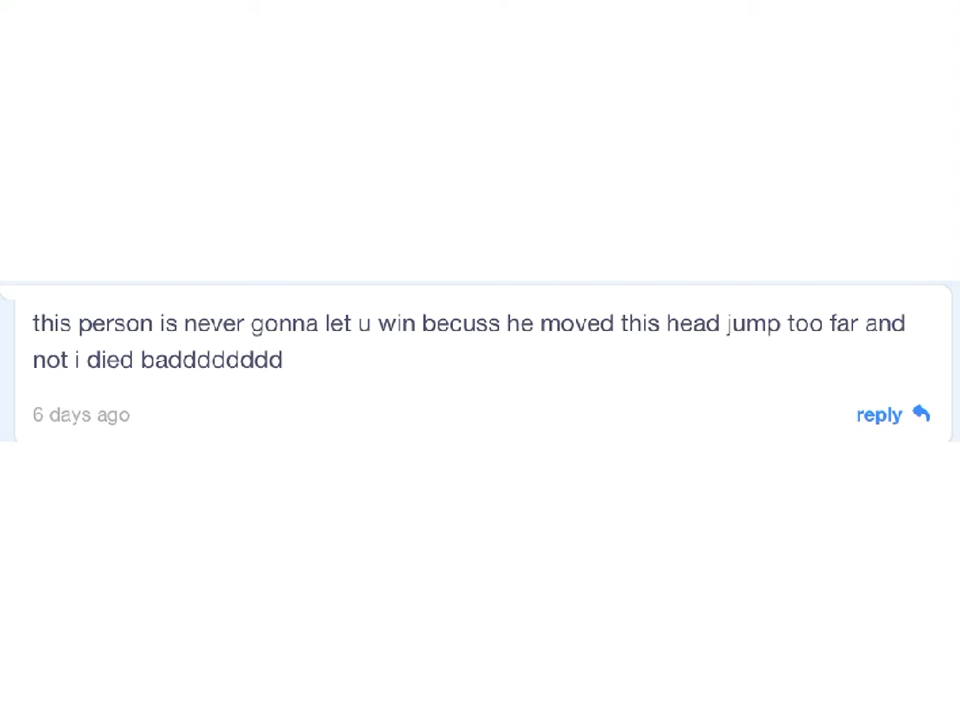 this person is never gonna let u win becuss he moved this head jump too far and
not i died badddddddd
6 days ago
reply